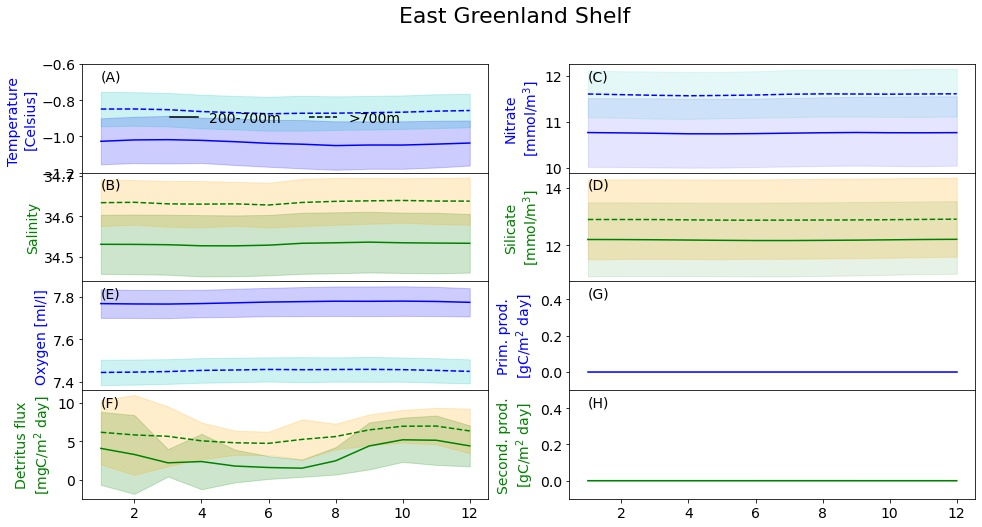 East Greenland Shelf
(A)
200-700m
>700m
Temperature
[Celsius]
−0.6
−0.8
−1.0
−1.2
(B)
Salinity
34.7
34.6
34.5
(E)
Oxygen [ml/l]
7.8
7.6
7.4
(F)
Detritus flux
[mgC/m² day]
10
5
0
2 4 6 8 10 12
(C)
Nitrate
[mmol/m³]
12
11
10
(D)
Silicate
[mmol/m³]
14
12
(G)
Prim. prod.
[gC/m² day]
0.4
0.2
0.0
(H)
Second. prod.
[gC/m² day]
0.4
0.2
0.0
2 4 6 8 10 12